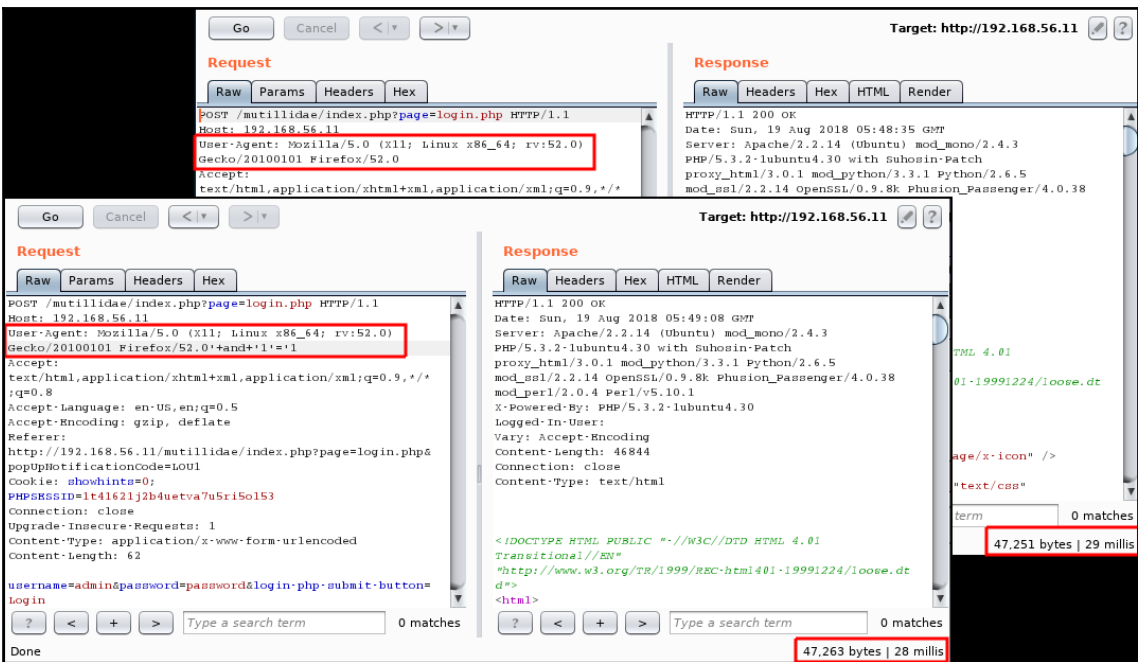 Go Cancel < > Target: http://192.168.56.11 ?
Request
Response
Raw Params Headers Hex
Raw Headers Hex HTML Render
POST /mutillidae/index.php?page=login.php HTTP/1.1
Host: 192.168.56.11
User-Agent: Mozilla/5.0 (X11; Linux x86_64; rv:52.0)
Gecko/20100101 Firefox/52.0
Accept:
text/html,application/xhtml+xml,application/xml;q=0.9,*/*
HTTP/1.1 200 OK
Date: Sun, 19 Aug 2018 05:48:35 GMT
Server: Apache/2.2.14 (Ubuntu) mod_mono/2.4.3
PHP/5.3.2-1ubuntu4.30 with Suhosin-Patch
proxy_html/3.0.1 mod_python/3.3.1 Python/2.6.5
mod_ssl/2.2.14 OpenSSL/0.9.8k Phusion_Passenger/4.0.38
TML 4.01
01-19991224/loose.dt
age/x-icon" />
"text/css"
term 0 matches
47,251 bytes | 29 millis
Go Cancel < > Target: http://192.168.56.11 ?
Request
Response
Raw Params Headers Hex
Raw Headers Hex HTML Render
POST /mutillidae/index.php?page=login.php HTTP/1.1
Host: 192.168.56.11
User-Agent: Mozilla/5.0 (X11; Linux x86_64; rv:52.0)
Gecko/20100101 Firefox/52.0'+and+'1'='1
Accept:
text/html,application/xhtml+xml,application/xml;q=0.9,*/*
;q=0.8
Accept-Language: en-US,en;q=0.5
Accept-Encoding: gzip, deflate
Referer:
http://192.168.56.11/mutillidae/index.php?page=login.php&
popUpNotificationCode=LOU1
Cookie: showhints=0;
PHPSESSID=1t41621j2b4uetva7u5ri5ol53
Connection: close
Upgrade-Insecure-Requests: 1
Content-Type: application/x-www-form-urlencoded
Content-Length: 62
username=admin&password=password&login-php-submit-button=
Login
HTTP/1.1 200 OK
Date: Sun, 19 Aug 2018 05:49:08 GMT
Server: Apache/2.2.14 (Ubuntu) mod_mono/2.4.3
PHP/5.3.2-1ubuntu4.30 with Suhosin-Patch
proxy_html/3.0.1 mod_python/3.3.1 Python/2.6.5
mod_ssl/2.2.14 OpenSSL/0.9.8k Phusion_Passenger/4.0.38
mod_perl/2.0.4 Perl/v5.10.1
X-Powered-By: PHP/5.3.2-1ubuntu4.30
Logged-In-User:
Vary: Accept-Encoding
Content-Length: 46844
Connection: close
Content-Type: text/html
<!DOCTYPE HTML PUBLIC "-//W3C//DTD HTML 4.01
Transitional//EN"
"http://www.w3.org/TR/1999/REC-html401-19991224/loose.dt
d">
<html>
? < + > Type a search term 0 matches
? < + > Type a search term 0 matches
Done
47,263 bytes | 28 millis